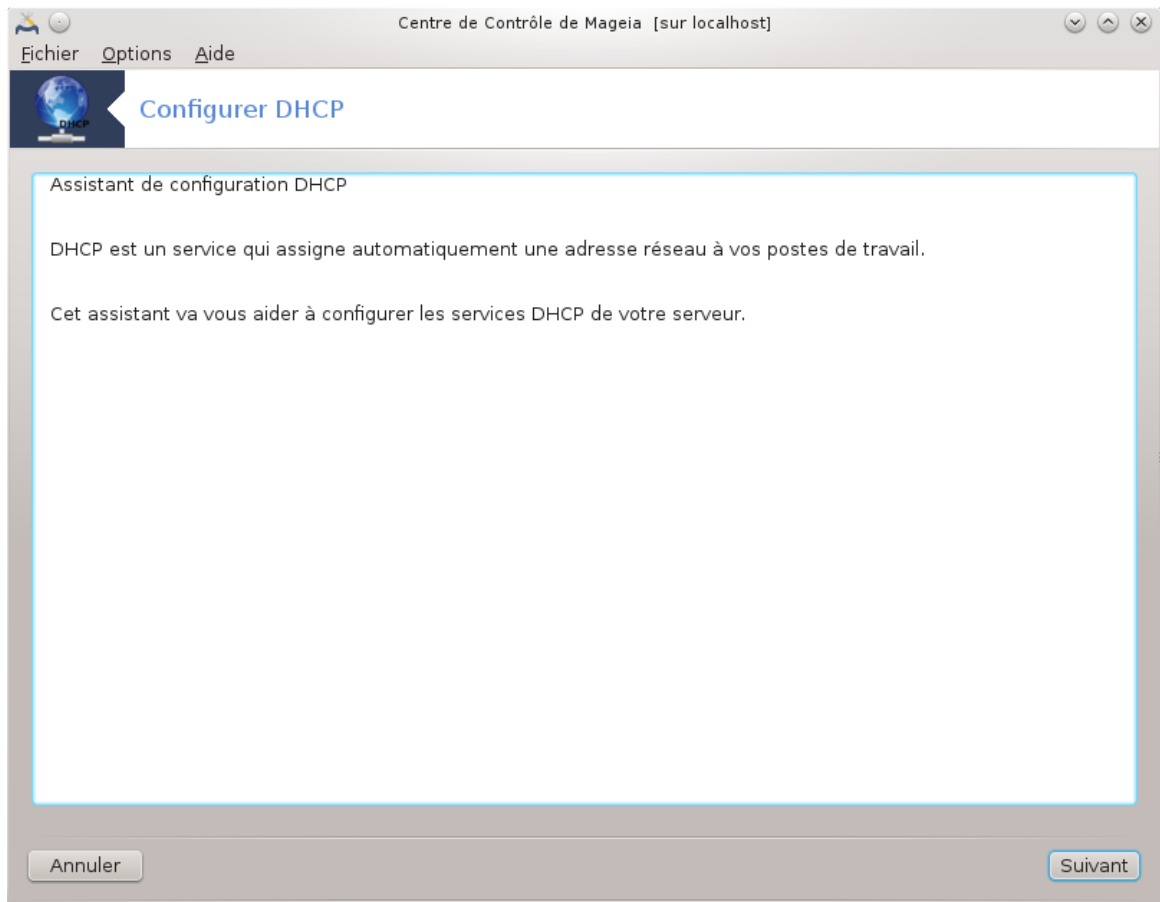 Centre de Contrôle de Mageia [sur localhost]
Fichier Options Aide
DHCP
Configurer DHCP
Assistant de configuration DHCP
DHCP est un service qui assigne automatiquement une adresse réseau à vos postes de travail.
Cet assistant va vous aider à configurer les services DHCP de votre serveur.
Annuler Suivant